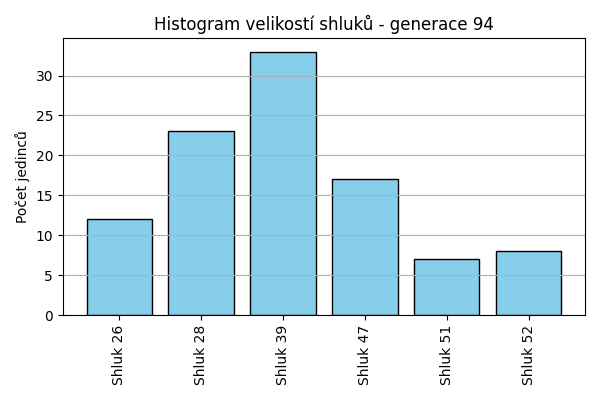 Histogram velikostí shluků - generace 94
Počet jedinců
30
25
20
15
10
5
0
Shluk 26
Shluk 28
Shluk 39
Shluk 47
Shluk 51
Shluk 52